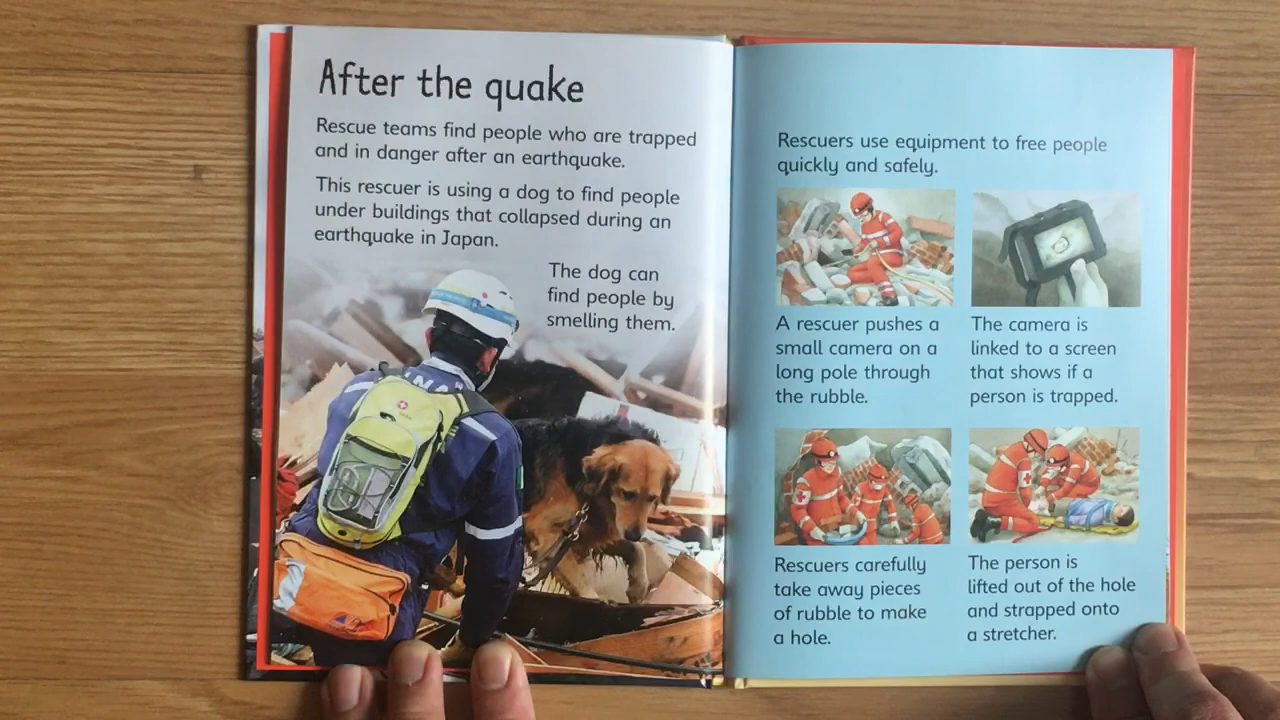 After the quake
Rescue teams find people who are trapped
and in danger after an earthquake.
This rescuer is using a dog to find people
under buildings that collapsed during an
earthquake in Japan.
The dog can
find people by
smelling them.
Rescuers use equipment to free people
quickly and safely.
A rescuer pushes a
small camera on a
long pole through
the rubble.
The camera is
linked to a screen
that shows if a
person is trapped.
Rescuers carefully
take away pieces
of rubble to make
a hole.
The person is
lifted out of the hole
and strapped onto
a stretcher.